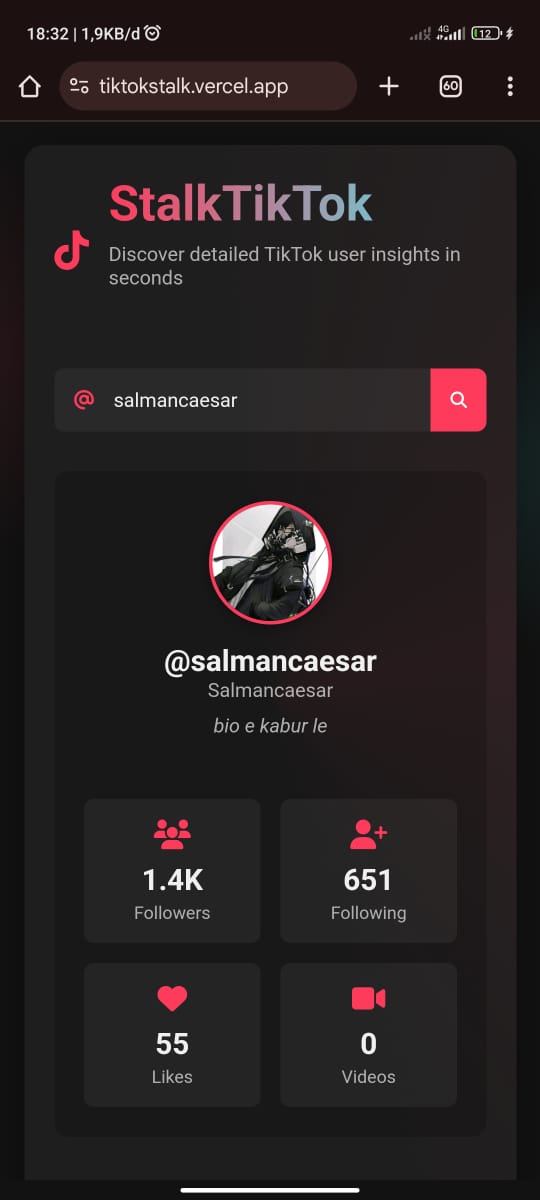 18:32 | 1,9KB/d
4G
12
tiktokstalk.vercel.app
60
StalkTikTok
Discover detailed TikTok user insights in
seconds
@ salmancaesar
@salmancaesar
Salmancaesar
bio e kabur le
1.4K
Followers
651
Following
55
Likes
0
Videos